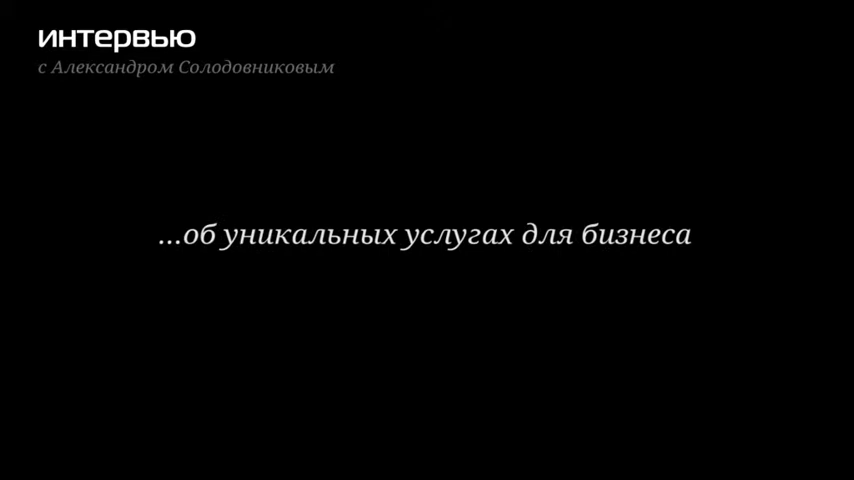 интервью
с Александром Солодовниковым
...об уникальных услугах для бизнеса